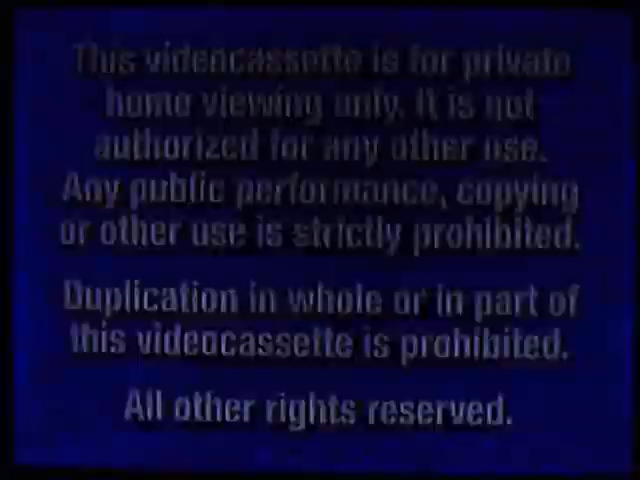 This videocassette is for private
home viewing only. It is not
authorized for any other use.
Any public performance, copying
or other use is strictly prohibited.
Duplication in whole or in part of
this videocassette is prohibited.
All other rights reserved.